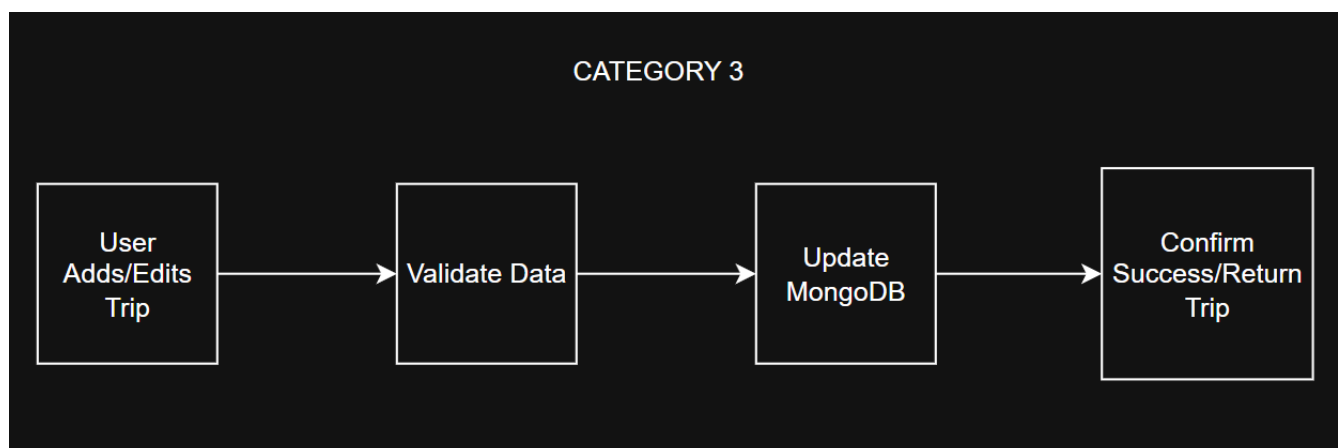 CATEGORY 3
User
Adds/Edits
Trip
Validate Data
Update
MongoDB
Confirm
Success/Return
Trip